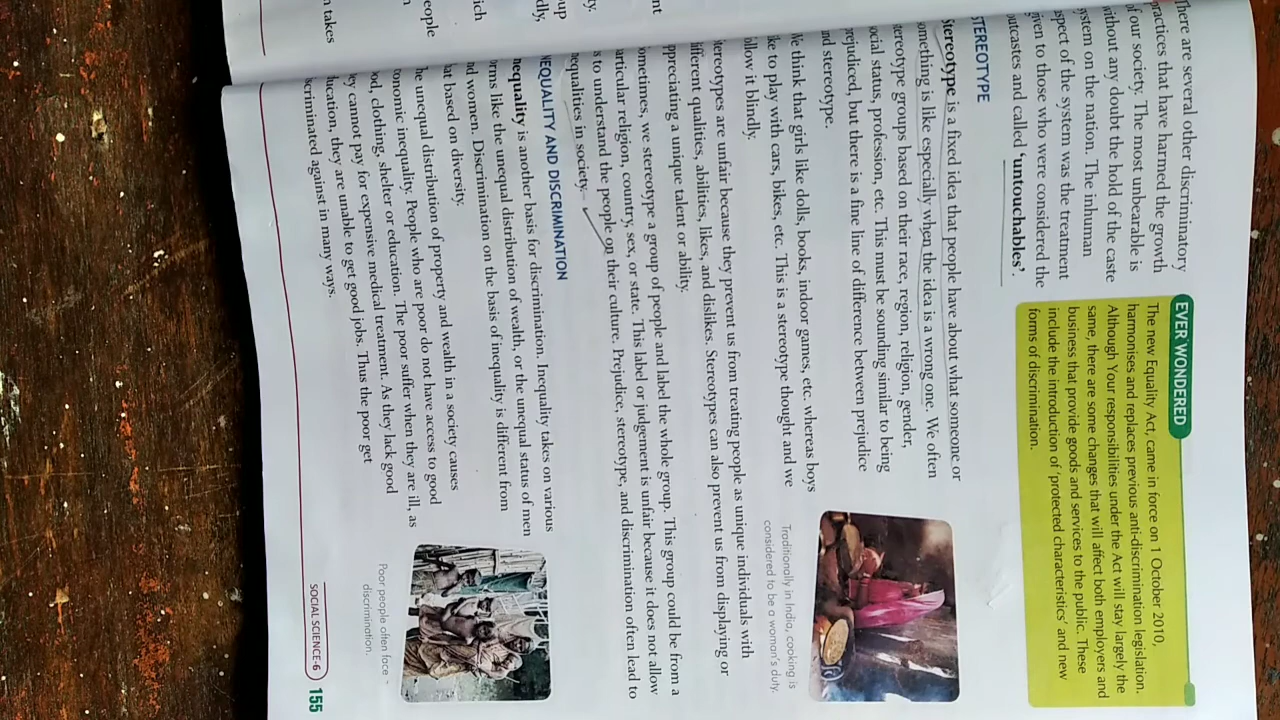 There are several other discriminatory
practices that have harmed the growth
of our society. The most unbearable is
without any doubt the hold of the caste
system on the nation. The inhuman
aspect of the system was the treatment
given to those who were considered the
outcasts and called 'untouchables'.
EVER WONDERED
The new Equality Act, came in force on 1 October 2010,
harmonises and replaces previous anti-discrimination legislation.
Although Your responsibilities under the Act will stay largely the
same, there are some changes that will affect both employers and
business that provide goods and services to the public. These
include the introduction of 'protected characteristics' and new
forms of discrimination.
STEREOTYPE
Stereotype is a fixed idea that people have about what someone or
something is like especially when the idea is a wrong one. We often
stereotype groups based on their race, region, religion, gender,
social status, profession, etc. This must be sounding similar to being
prejudiced, but there is a fine line of difference between prejudice
and stereotype.
We think that girls like dolls, books, indoor games, etc. whereas boys
like to play with cars, bikes, etc. This is a stereotype thought and we
follow it blindly.
Traditionally in India, cooking is
considered to be a woman's duty.
Stereotypes are unfair because they prevent us from treating people as unique individuals with
different qualities, abilities, likes, and dislikes. Stereotypes can also prevent us from displaying or
appreciating a unique talent or ability.
Sometimes, we stereotype a group of people and label the whole group. This group could be from a
particular religion, country, sex, or state. This label or judgement is unfair because it does not allow
us to understand the people on their culture. Prejudice, stereotype, and discrimination often lead to
inequalities in society.
INEQUALITY AND DISCRIMINATION
Inequality is another basis for discrimination. Inequality takes on various
forms like the unequal distribution of wealth, or the unequal status of men
and women. Discrimination on the basis of inequality is different from
that based on diversity.
The unequal distribution of property and wealth in a society causes
economic inequality. People who are poor do not have access to good
food, clothing, shelter or education. The poor suffer when they are ill, as
they cannot pay for expensive medical treatment. As they lack good
education, they are unable to get good jobs. Thus the poor get
discriminated against in many ways.
Poor people often face
discrimination.
SOCIAL SCIENCE-6 155